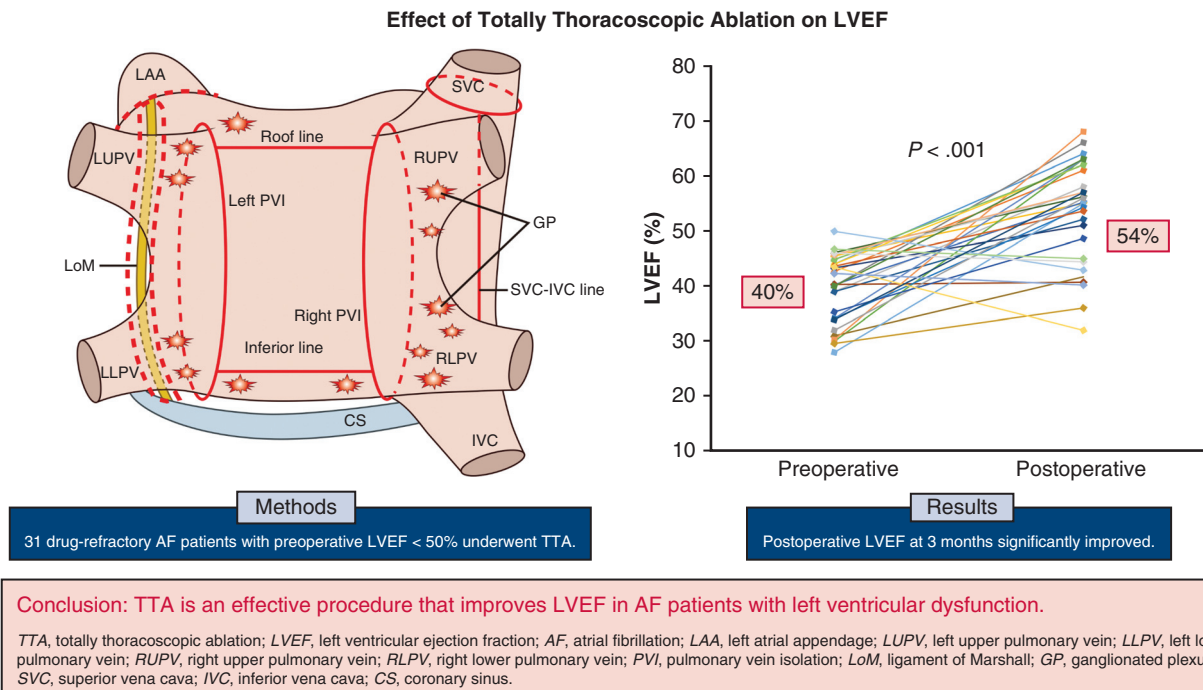 Effect of Totally Thoracoscopic Ablation on LVEF
LAA
SVC
Roof line
LUPV
RUPV
Left PVI
GP
LoM
SVC-IVC line
Right PVI
Inferior line
LLPV
RLPV
CS
IVC
LVEF (%)
80
70
60
50
40
30
20
10
P < .001
40%
54%
Preoperative
Postoperative
Methods
31 drug-refractory AF patients with preoperative LVEF < 50% underwent TTA.
Results
Postoperative LVEF at 3 months significantly improved.
Conclusion: TTA is an effective procedure that improves LVEF in AF patients with left ventricular dysfunction.
TTA, totally thoracoscopic ablation; LVEF, left ventricular ejection fraction; AF, atrial fibrillation; LAA, left atrial appendage; LUPV, left upper pulmonary vein; LLPV, left
pulmonary vein; RUPV, right upper pulmonary vein; RLPV, right lower pulmonary vein; PVI, pulmonary vein isolation; LoM, ligament of Marshall; GP, ganglionated
SVC, superior vena cava; IVC, inferior vena cava; CS, coronary sinus.